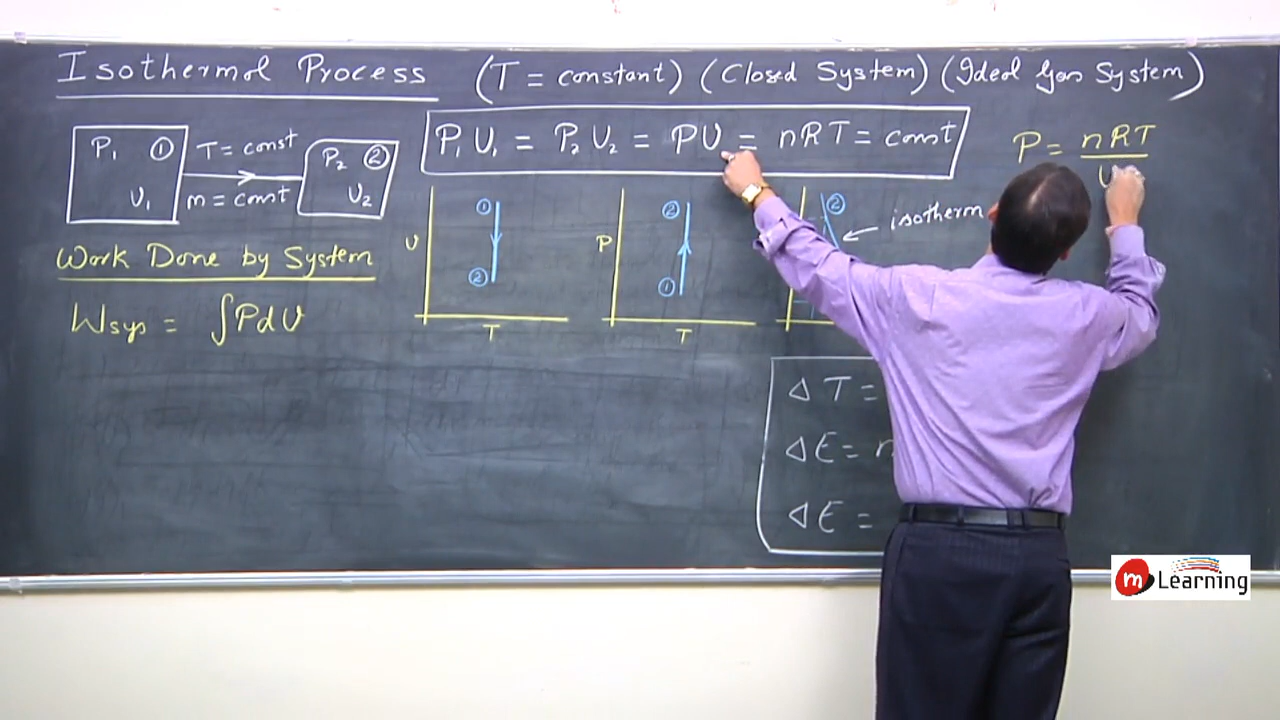 Isothermal Process (T = constant) (Closed System) (Ideal Gas System)
P₁V₁ = P₂V₂ = PV = nRT = const
P = nRT
V
P₁ ①
V₁
T = const
m = const
P₂ ②
V₂
Work Done by System
Wsys = ∫PdV
V
①
②
T
P
②
①
T
②
isotherm
ΔT =
ΔE = n
ΔE =
m Learning